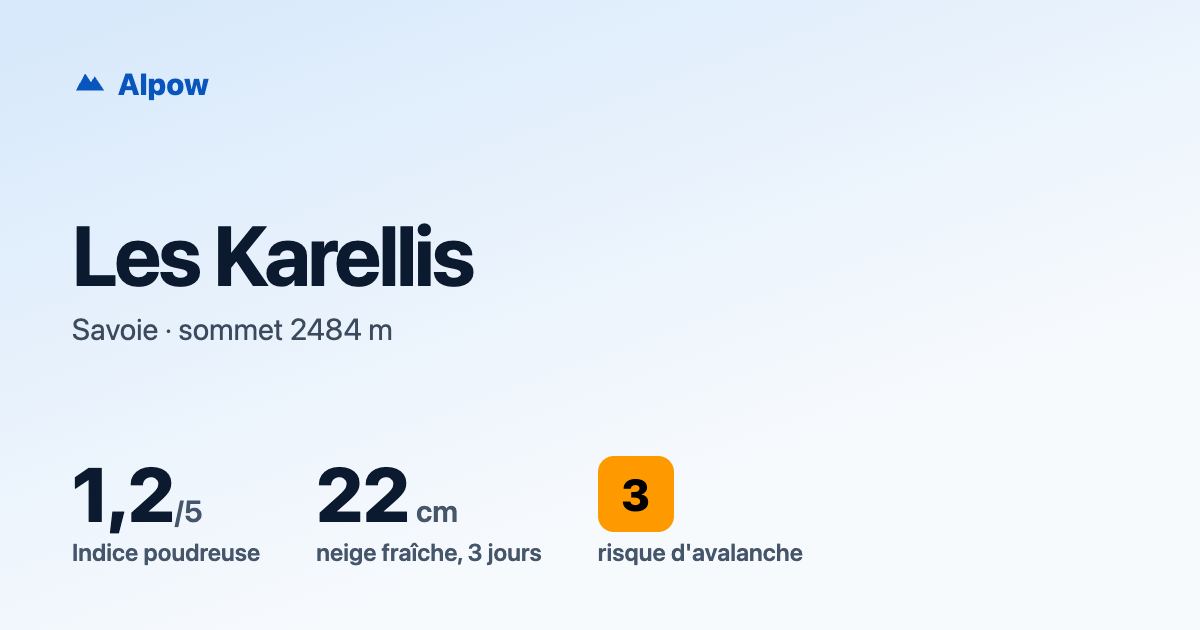 Alpow
Les Karellis
Savoie · sommet 2484 m
1,2/5
Indice poudreuse
22 cm
neige fraîche, 3 jours
3
risque d'avalanche